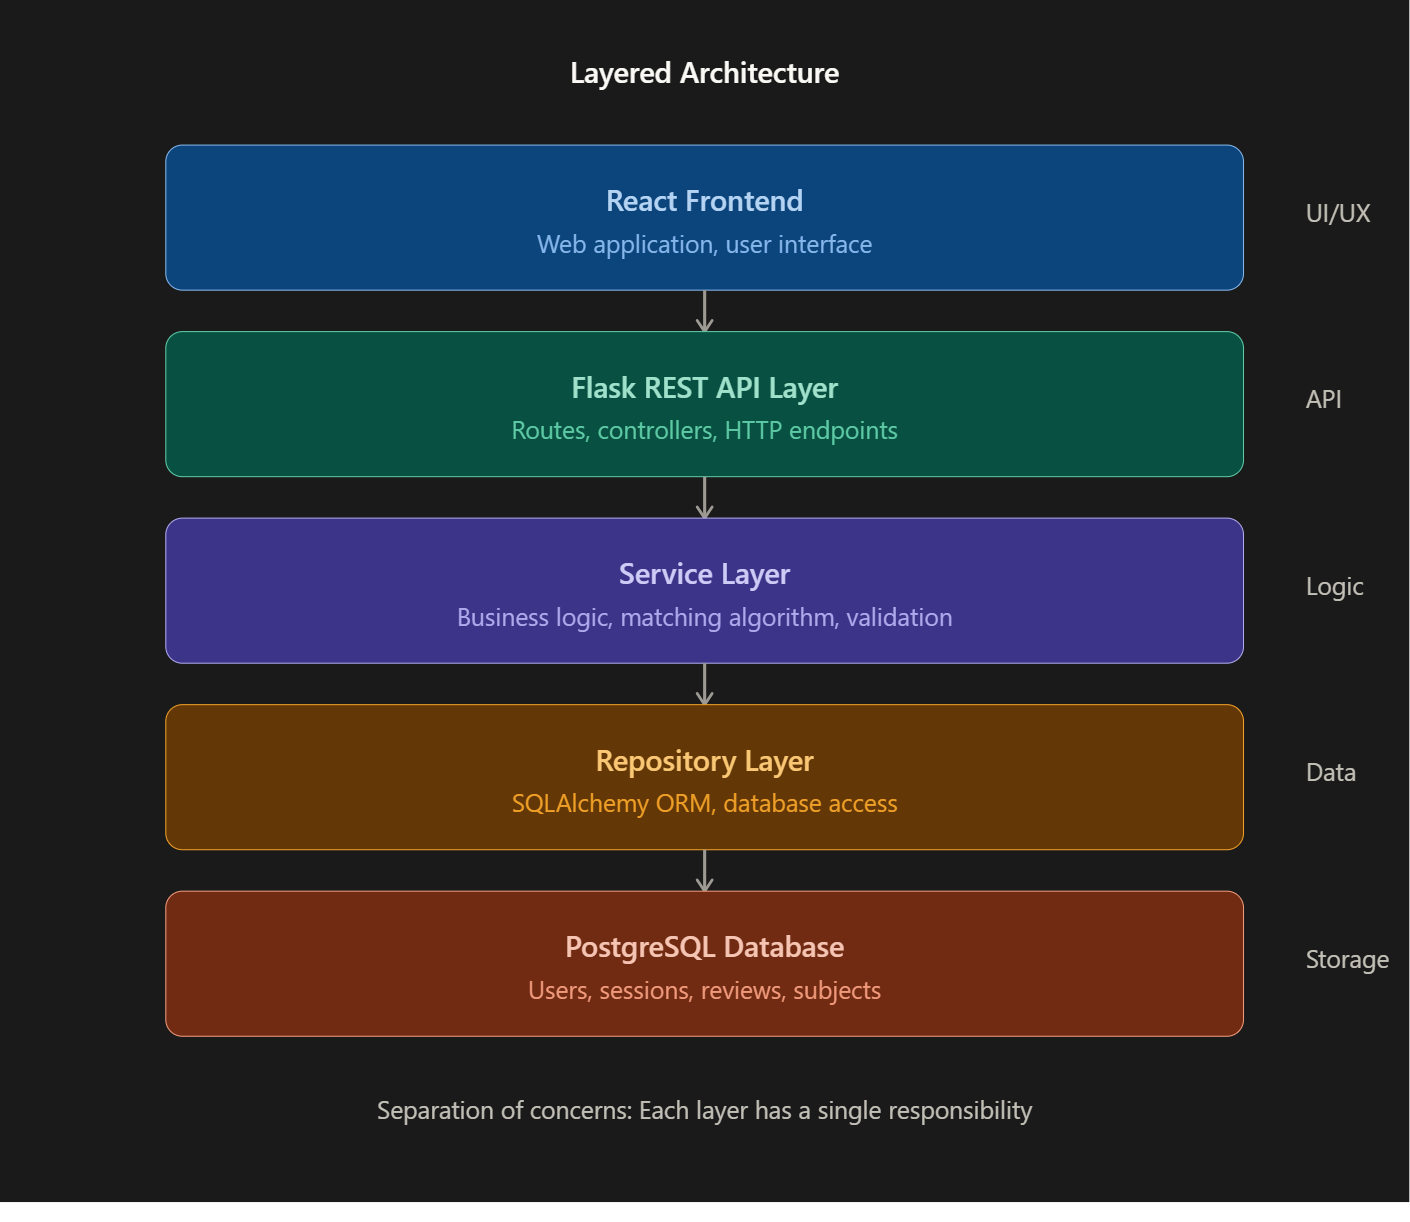 Layered Architecture
React Frontend
Web application, user interface
UI/UX
Flask REST API Layer
Routes, controllers, HTTP endpoints
API
Service Layer
Business logic, matching algorithm, validation
Logic
Repository Layer
SQLAlchemy ORM, database access
Data
PostgreSQL Database
Users, sessions, reviews, subjects
Storage
Separation of concerns: Each layer has a single responsibility